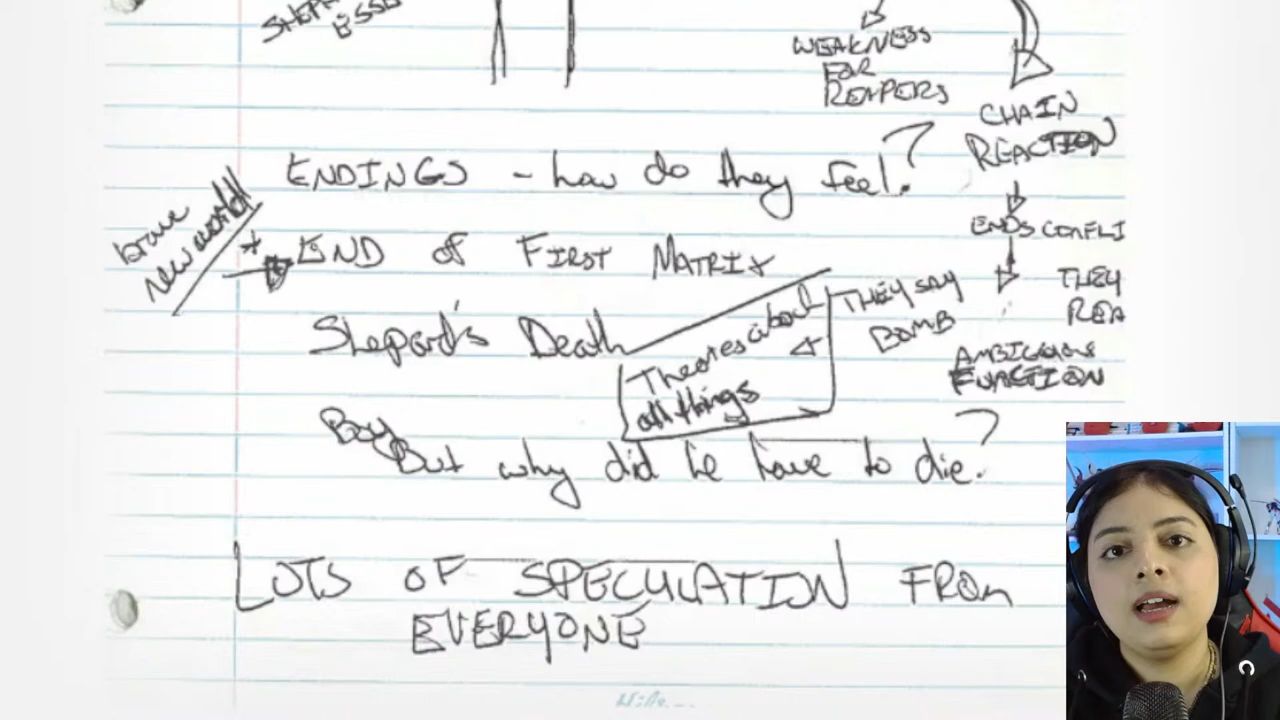 WEAKNESS
FOR
REAPERS
CHAIN
REACTION
ENDS CONFLI
THEY
REA
ENDINGS - how do they feel?
brave
new world
* END OF FIRST MATRIX
Shepard's Death
Theories about
all things
THEY SAY
BOMB
AMBIGUOUS
FUNCTION
Boy
But why did he have to die?
LOTS OF SPECULATION FROM
EVERYONE